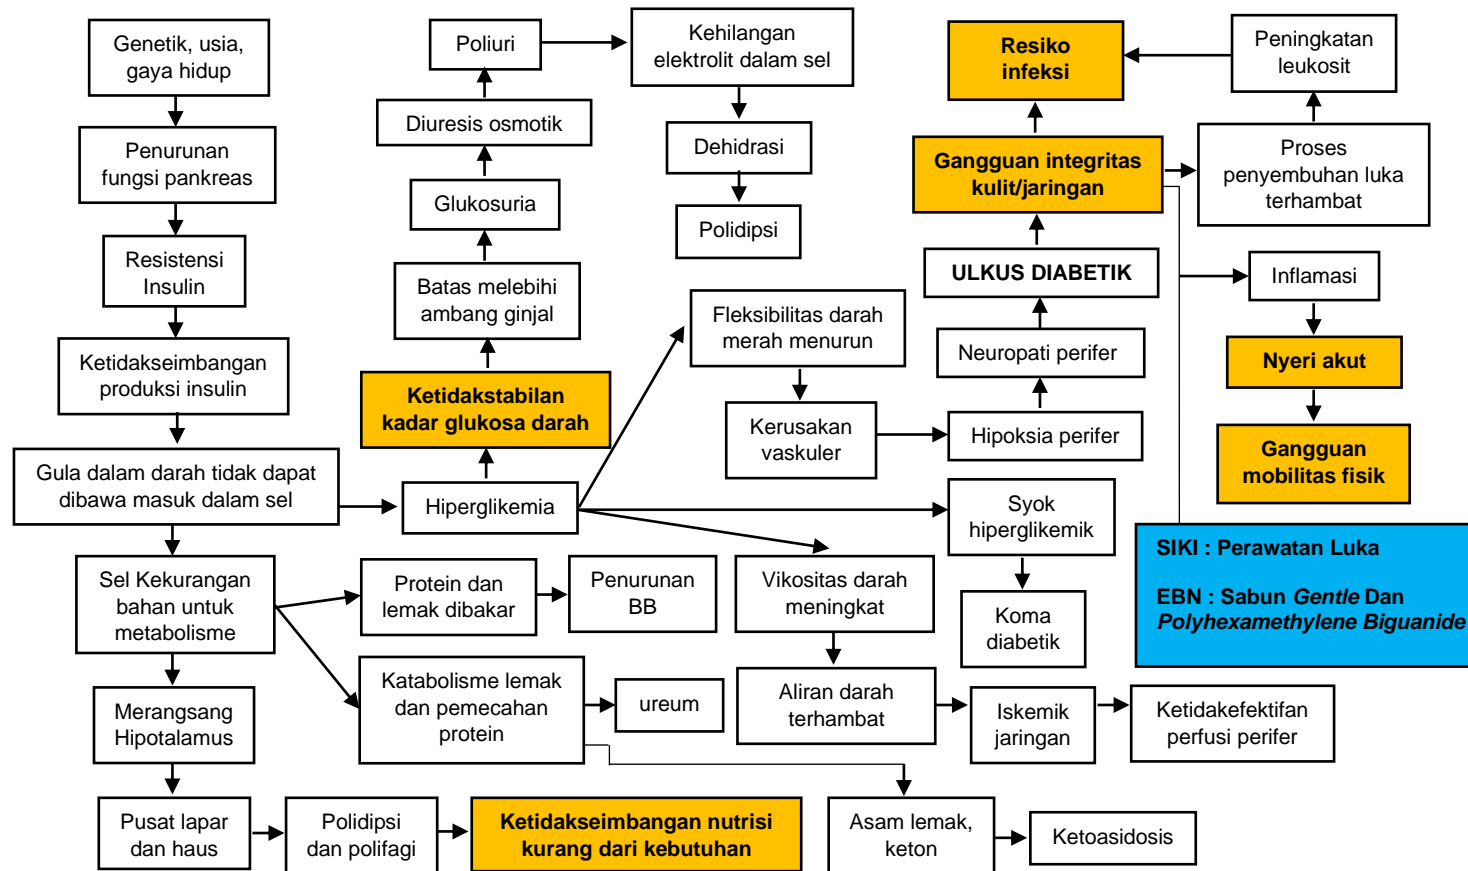 Genetik, usia,
gaya hidup
Penurunan
fungsi pankreas
Resistensi
Insulin
Ketidakseimbangan
produksi insulin
Gula dalam darah tidak dapat
dibawa masuk dalam sel
Sel Kekurangan
bahan untuk
metabolisme
Merangsang
Hipotalamus
Pusat lapar
dan haus
Polidipsi
dan polifagi
Ketidakseimbangan nutrisi
kurang dari kebutuhan
Poliuri
Diuresis osmotik
Glukosuria
Batas melebihi
ambang ginjal
Ketidakstabilan
kadar glukosa darah
Hiperglikemia
Protein dan
lemak dibakar
Penurunan
BB
Katabolisme lemak
dan pemecahan
protein
ureum
Kehilangan
elektrolit dalam sel
Dehidrasi
Polidipsi
Fleksibilitas darah
merah menurun
Kerusakan
vaskuler
Hipoksia perifer
Neuropati perifer
ULKUS DIABETIK
Gangguan integritas
kulit/jaringan
Resiko
infeksi
Peningkatan
leukosit
Proses
penyembuhan luka
terhambat
Inflamasi
Nyeri akut
Gangguan
mobilitas fisik
Syok
hiperglikemik
Koma
diabetik
Vikositas darah
meningkat
Aliran darah
terhambat
Iskemik
jaringan
Ketidakefektifan
perfusi perifer
Asam lemak,
keton
Ketoasidosis
SIKI : Perawatan Luka
EBN : Sabun Gentle Dan
Polyhexamethylene Biguanide